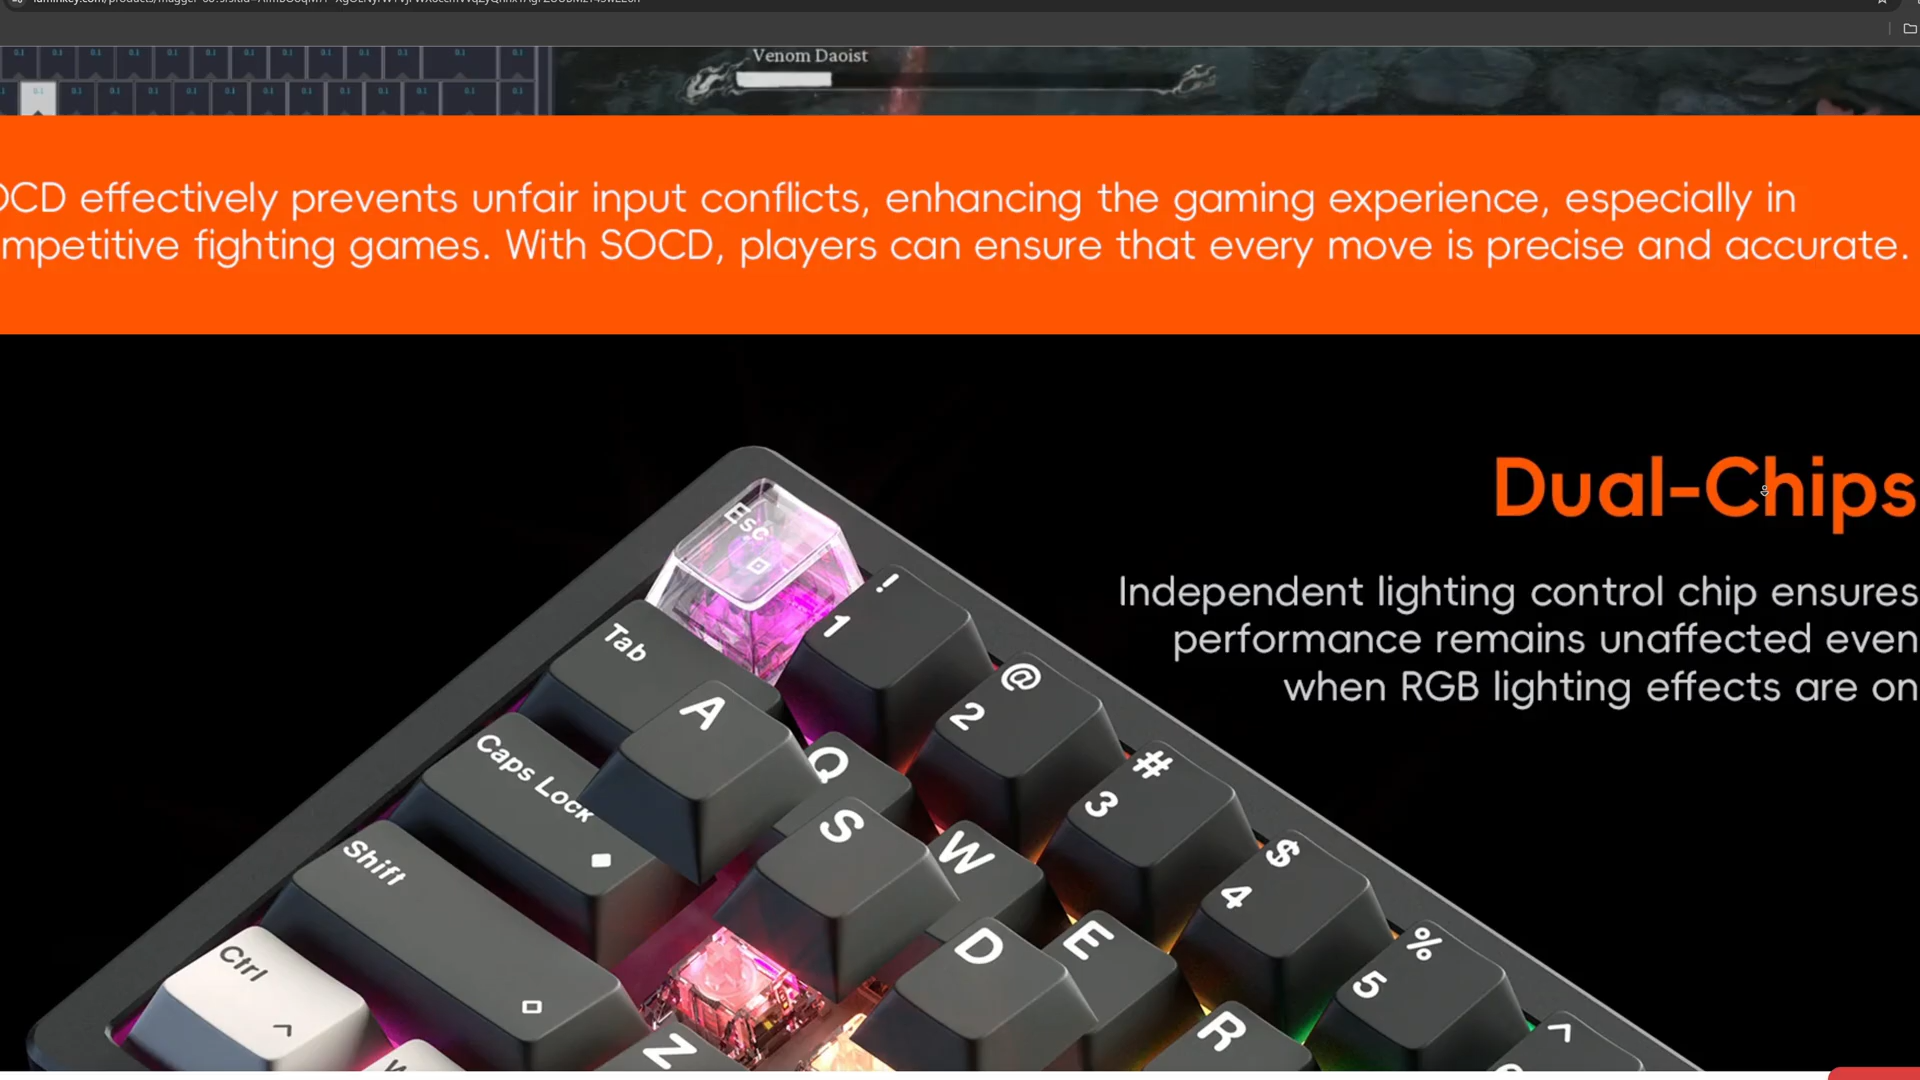 Venom Daoist
OCD effectively prevents unfair input conflicts, enhancing the gaming experience, especially in
mpetitive fighting games. With SOCD, players can ensure that every move is precise and accurate.
Dual-Chips
Independent lighting control chip ensures
performance remains unaffected even
when RGB lighting effects are on
Esc
! 1
@ 2
# 3
$ 4
% 5
^
Tab
Q
W
E
R
Caps Lock
A
S
D
Shift
Z
Ctrl